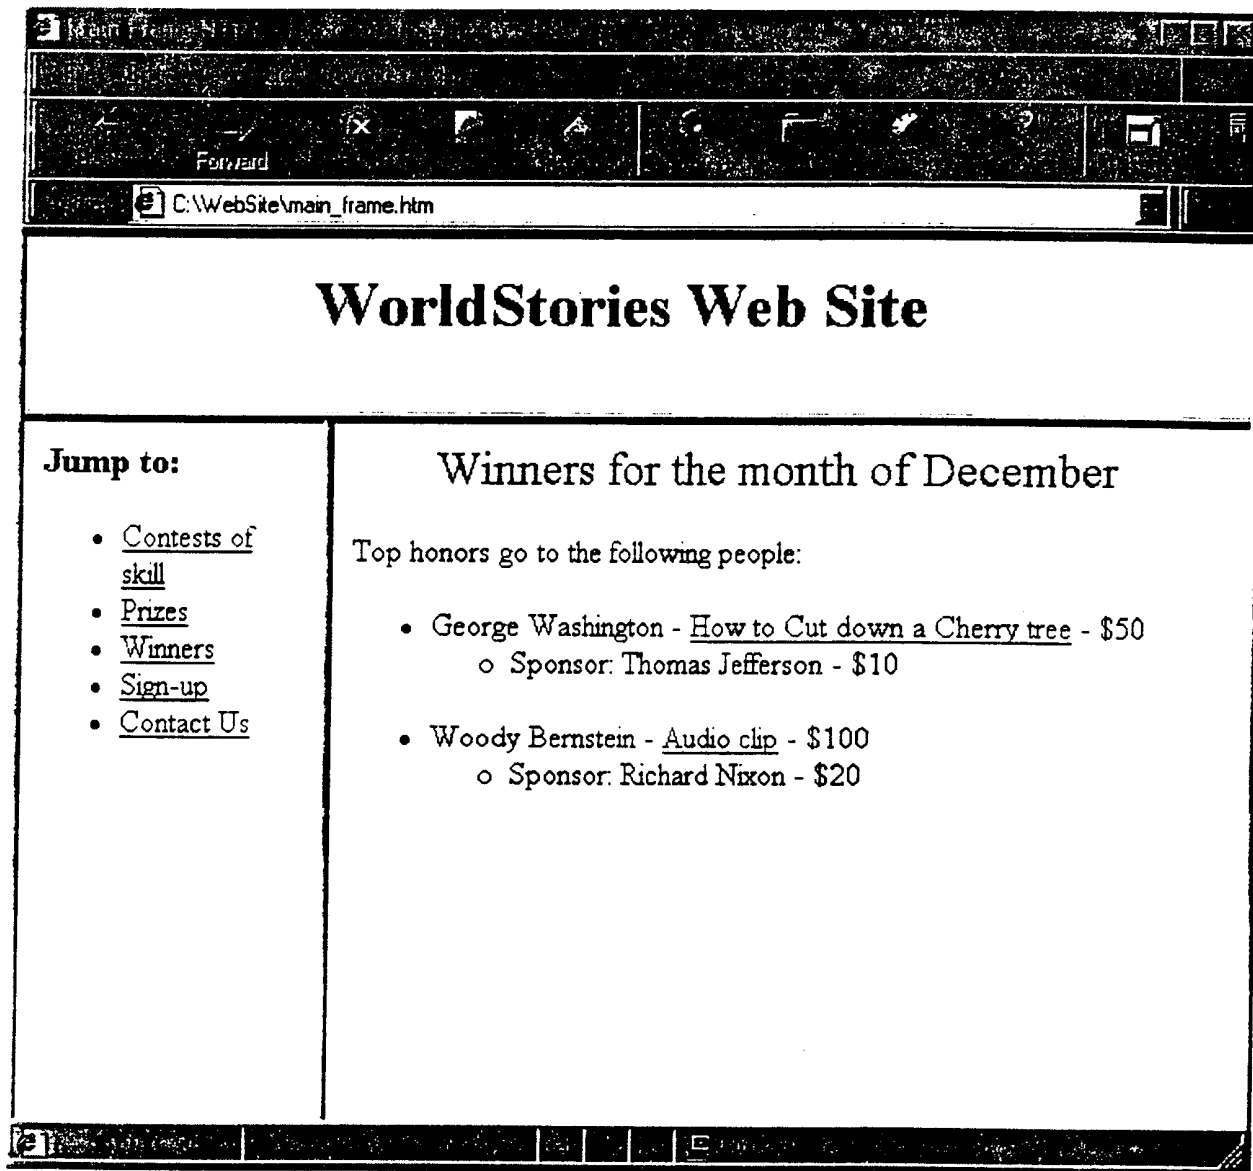 Forward
C:\WebSite\main_frame.htm
WorldStories Web Site
Jump to:
• Contests of
skill
• Prizes
• Winners
• Sign-up
• Contact Us
Winners for the month of December
Top honors go to the following people:
• George Washington - How to Cut down a Cherry tree - $50
o Sponsor: Thomas Jefferson - $10
• Woody Bernstein - Audio clip - $100
o Sponsor: Richard Nixon - $20